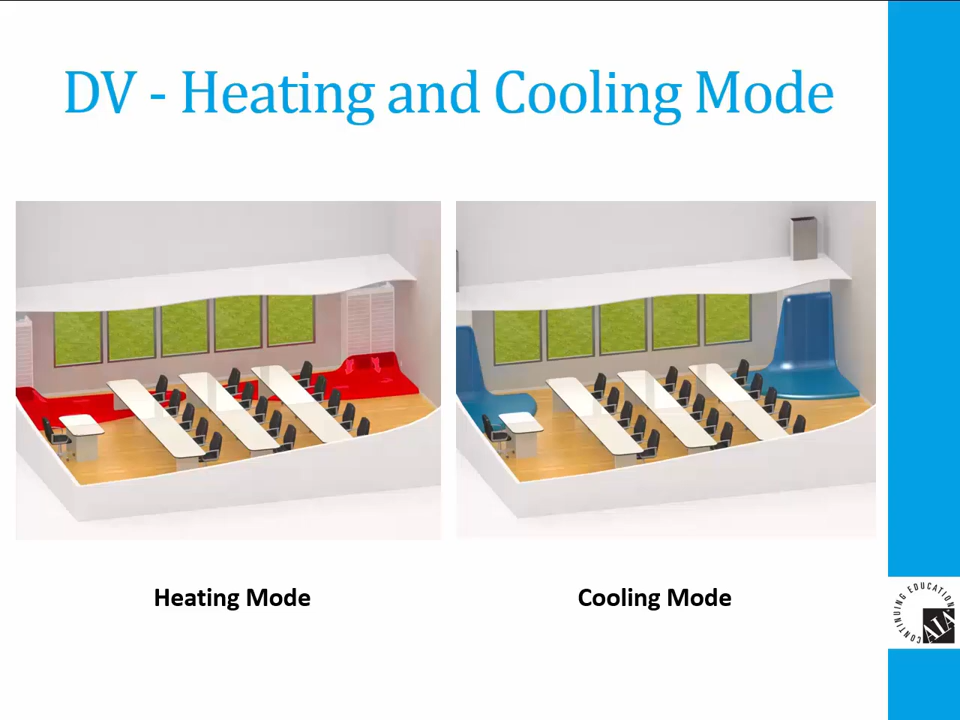 DV - Heating and Cooling Mode
Heating Mode
Cooling Mode
CONTINUING EDUCATION
AIA